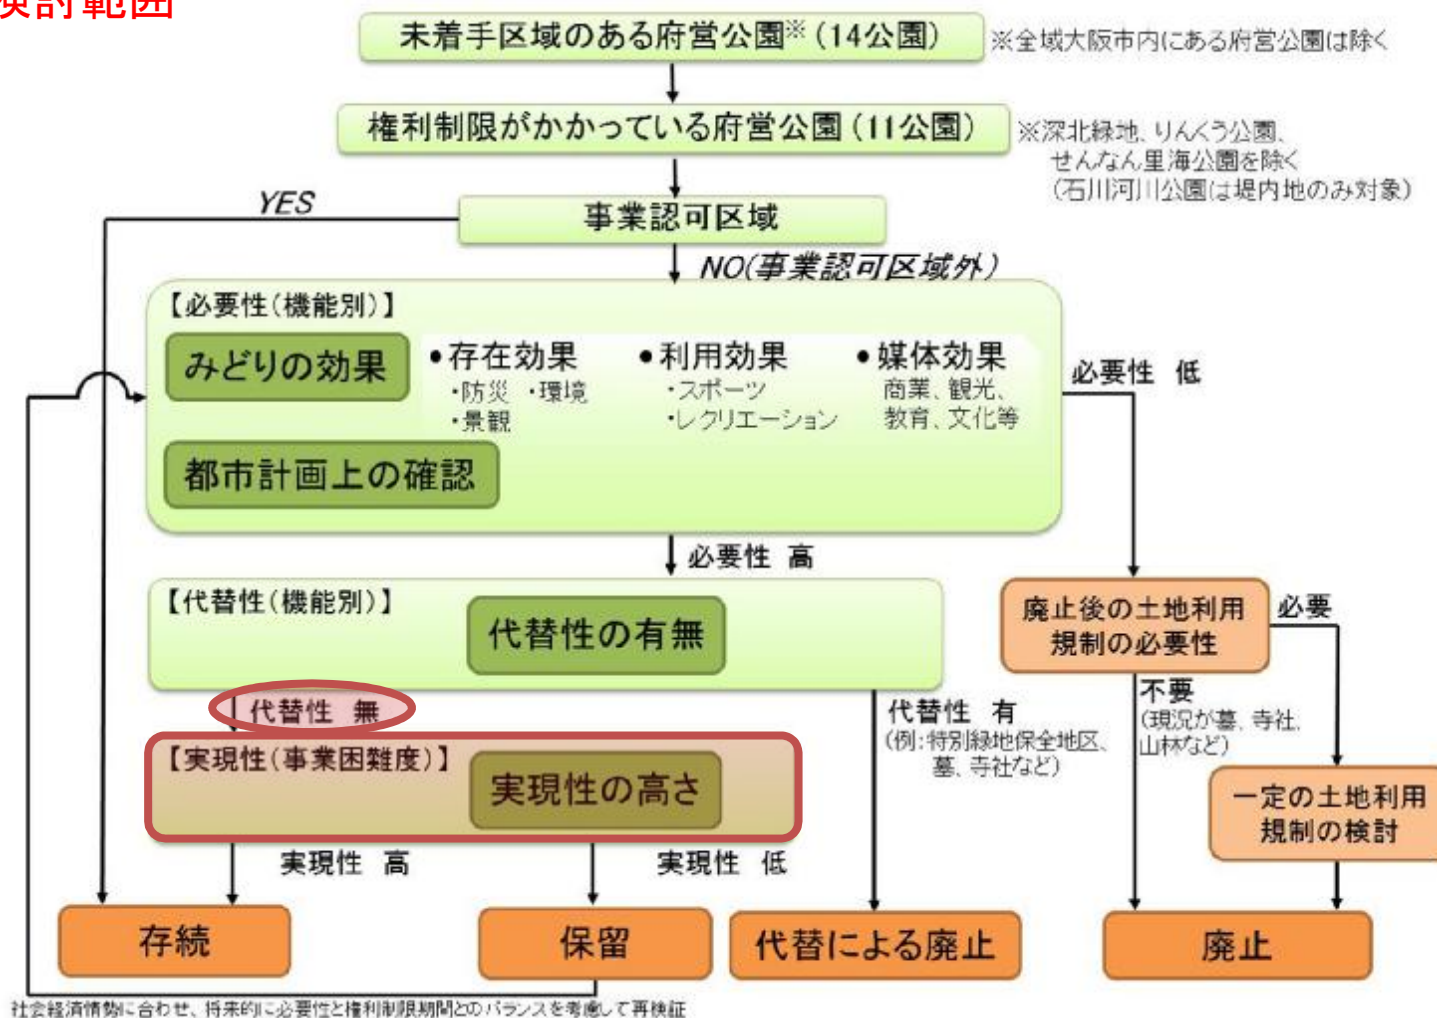 検討範囲
未着手区域のある府営公園※(14公園)
※全域大阪市内にある府営公園は除く
権利制限がかかっている府営公園(11公園)
※深北緑地、りんくう公園、
せんなん里海公園を除く
(石川河川公園は堤内地のみ対象)
YES
事業認可区域
NO(事業認可区域外)
【必要性(機能別)】
みどりの効果
●存在効果
・防災 ・環境
・景観
●利用効果
・スポーツ
・レクリエーション
●媒体効果
商業、観光、
教育、文化等
必要性 低
都市計画上の確認
必要性 高
【代替性(機能別)】
代替性の有無
廃止後の土地利用
規制の必要性
必要
代替性 無
代替性 有
(例:特別緑地保全地区、
墓、寺社など)
不要
(現況が墓、寺社、
山林など)
【実現性(事業困難度)】
実現性の高さ
一定の土地利用
規制の検討
実現性 高
実現性 低
存続
保留
代替による廃止
廃止
社会経済情勢に合わせ、将来的に必要性と権利制限期間とのバランスを考慮して再検証